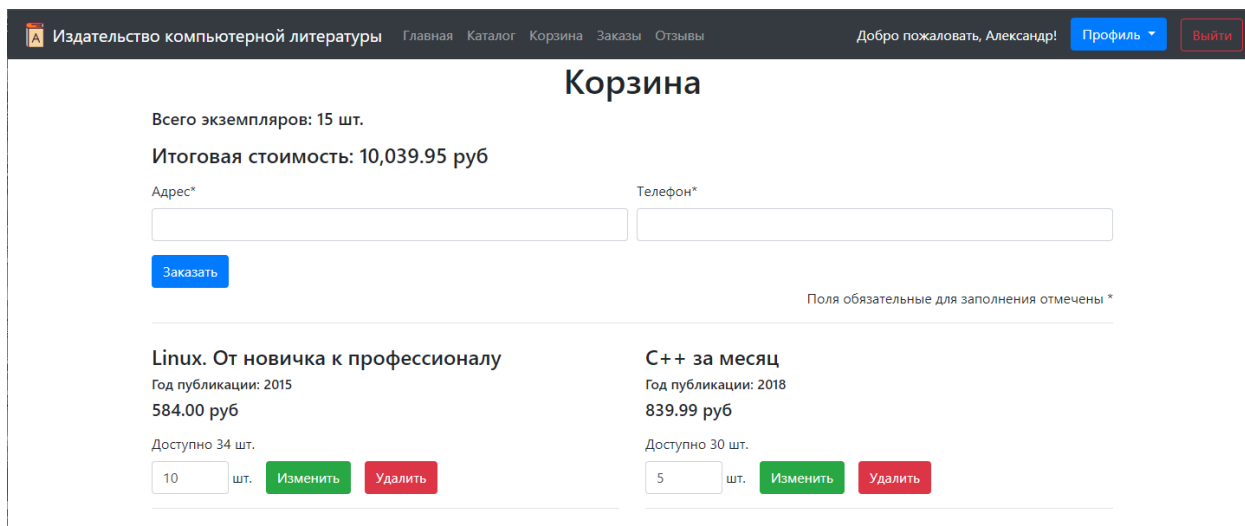 Издательство компьютерной литературы Главная Каталог Корзина Заказы Отзывы Добро пожаловать, Александр! Профиль Выйти
Корзина
Всего экземпляров: 15 шт.
Итоговая стоимость: 10,039.95 руб
Адрес* Телефон*
Заказать
Поля обязательные для заполнения отмечены *
Linux. От новичка к профессионалу
Год публикации: 2015
584.00 руб
Доступно 34 шт.
10 шт. Изменить Удалить
C++ за месяц
Год публикации: 2018
839.99 руб
Доступно 30 шт.
5 шт. Изменить Удалить